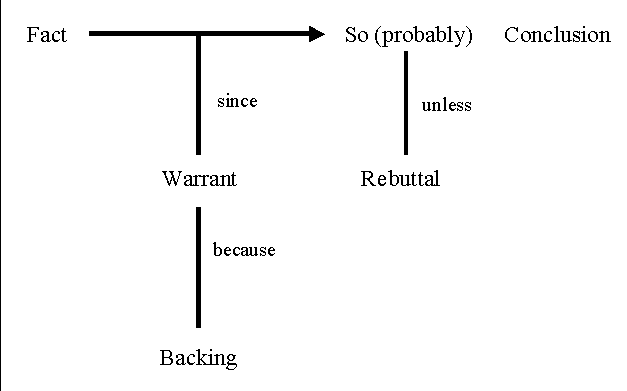 Fact So (probably) Conclusion
since
unless
Warrant
Rebuttal
because
Backing